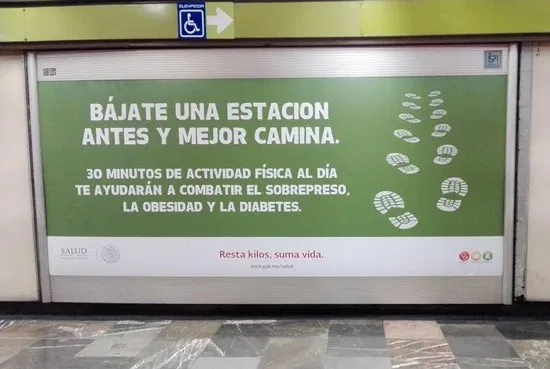 ELEVADOR
BÁJATE UNA ESTACION
ANTES Y MEJOR CAMINA.
30 MINUTOS DE ACTIVIDAD FÍSICA AL DÍA
TE AYUDARÁN A COMBATIR EL SOBREPRESO,
LA OBESIDAD Y LA DIABETES.
SALUD
Resta kilos, suma vida.
www.gob.mx/salud